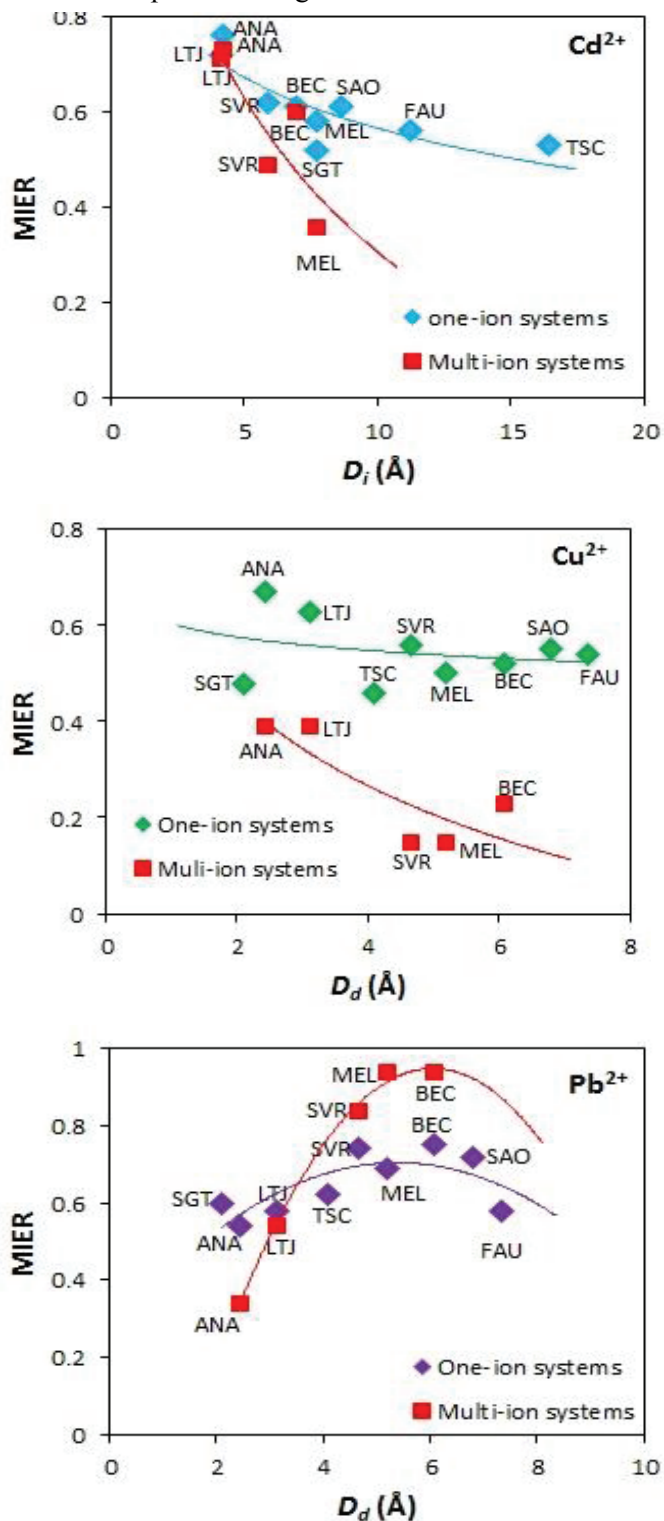 0.8
0.6
0.4
0.2
0
MIER
Cd2+
ANA
ANA
LTJ
LTJ
SVR
BEC
SAO
FAU
TSC
BEC
MEL
SGT
SVR
MEL
one-ion systems
Multi-ion systems
0 5 10 15 20
Di (Å)
0.8
0.6
0.4
0.2
0
MIER
Cu2+
ANA
LTJ
SVR
SAO
SGT
TSC
MEL
BEC
FAU
ANA
LTJ
BEC
SVR
MEL
One-ion systems
Muli-ion systems
0 2 4 6 8
Dd (Å)
1
0.8
0.6
0.4
0.2
0
MIER
Pb2+
MEL
BEC
SVR
BEC
SVR
SAO
SGT
LTJ
TSC
MEL
ANA
LTJ
FAU
ANA
One-ion systems
Multi-ion systems
0 2 4 6 8 10
Dd (Å)